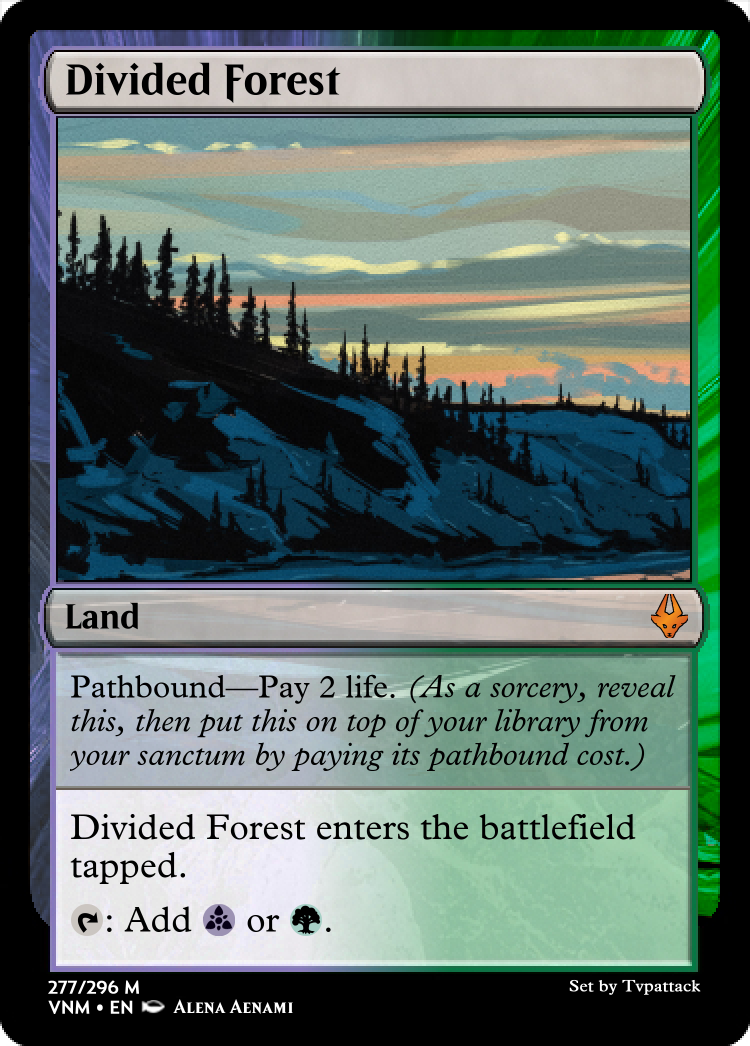 Divided Forest
Land
Pathbound—Pay 2 life. (As a sorcery, reveal
this, then put this on top of your library from
your sanctum by paying its pathbound cost.)
Divided Forest enters the battlefield
tapped.
: Add or .
277/296 M
Set by Tvpattack
VNM • EN Alena Aenami